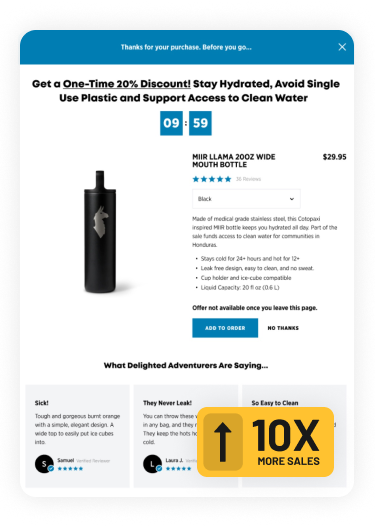 Thanks for your purchase. Before you go...
Get a One-Time 20% Discount! Stay Hydrated, Avoid Single
Use Plastic and Support Access to Clean Water
09 : 59
MIIR LLAMA 20OZ WIDE
MOUTH BOTTLE
$29.95
Reviews
Black
Made of medical grade stainless steel, this Cotopaxi
inspired MIIR bottle keeps you hydrated all day. Part of the
sale funds access to clean water for communities in
Honduras.
• Stays cold for 24+ hours and hot for 12+
• Leak free design, easy to clean, and no sweat.
• Cup holder and ice-cube compatible
• Liquid Capacity: 20 fl oz (0.6 L)
Offer not available once you leave this page.
ADD TO ORDER
NO THANKS
What Delighted Adventurers Are Saying...
Sick!
Tough and gorgeous burnt orange
with a simple, elegant design. A
wide top to easily put ice cubes
into.
S
Samuel Verified Reviewer
They Never Leak!
You can throw these
in any bag, and they
They keep the hots
cold.
L
Laura J. Verified
So Easy to Clean
10X
MORE SALES